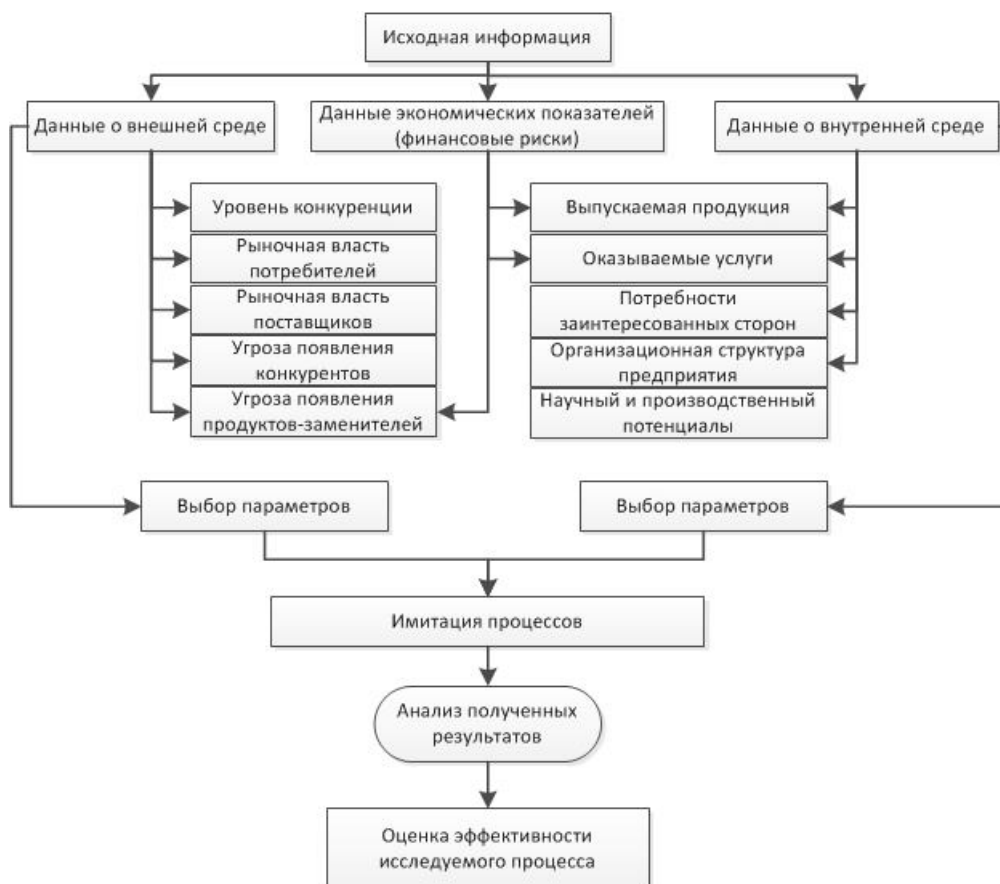 Исходная информация
Данные о внешней среде
Данные экономических показателей
(финансовые риски)
Данные о внутренней среде
Уровень конкуренции
Рыночная власть
потребителей
Рыночная власть
поставщиков
Угроза появления
конкурентов
Угроза появления
продуктов-заменителей
Выпускаемая продукция
Оказываемые услуги
Потребности
заинтересованных сторон
Организационная структура
предприятия
Научный и производственный
потенциалы
Выбор параметров
Выбор параметров
Имитация процессов
Анализ полученных
результатов
Оценка эффективности
исследуемого процесса